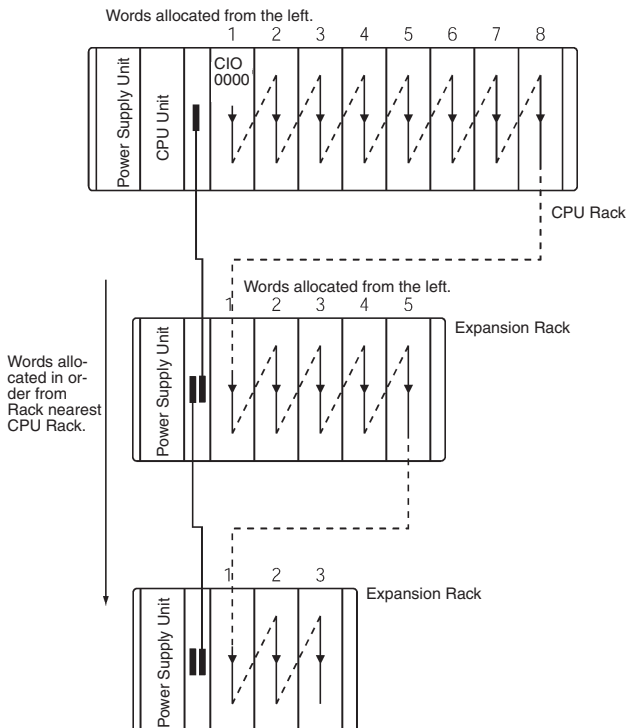 Words allocated from the left.
1 2 3 4 5 6 7 8
Power Supply Unit
CPU Unit
CIO
0000
CPU Rack
Words allocated from the left.
1 2 3 4 5
Power Supply Unit
Expansion Rack
Words allo-
cated in or-
der from
Rack nearest
CPU Rack.
1 2 3
Power Supply Unit
Expansion Rack